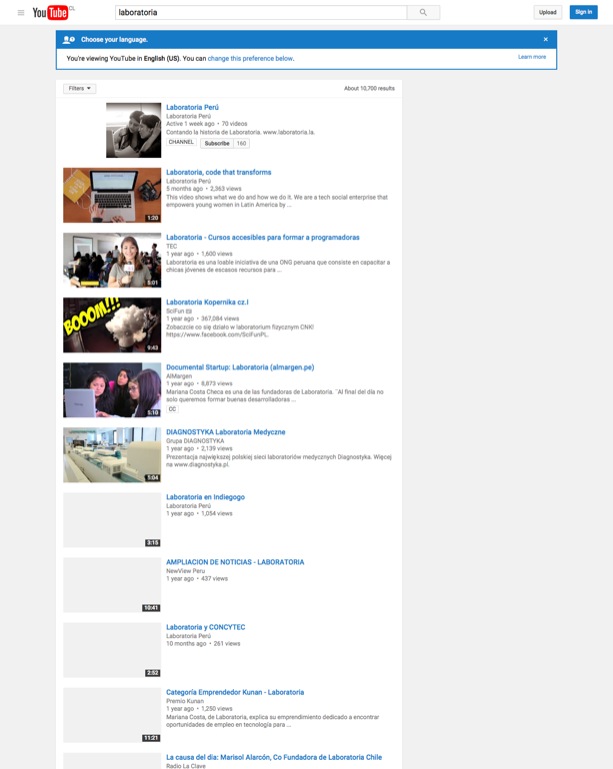 YouTube CL
laboratoria
Upload
Sign in
Choose your language.
You're viewing YouTube in English (US). You can change this preference below.
Learn more
Filters
About 10,700 results
Laboratoria Perú
Laboratoria Perú
Active 1 week ago • 70 videos
Contando la historia de Laboratoria. www.laboratoria.la.
CHANNEL
Subscribe 160
Laboratoria, code that transforms
Laboratoria Perú
5 months ago • 2,363 views
This video shows what we do and how we do it. We are a tech social enterprise that
empowers young women in Latin America by ...
1:20
Laboratoria - Cursos accesibles para formar a programadoras
TEC
1 year ago • 1,600 views
Laboratoria es una loable iniciativa de una ONG peruana que consiste en capacitar a
chicas jóvenes de escasos recursos para ...
5:01
BOOM!!!
Laboratoria Kopernika cz.I
SciFun
1 year ago • 367,084 views
Zobaczcie co się działo w laboratorium fizycznym CNK!
https://www.facebook.com/SciFunPL.
9:43
Documental Startup: Laboratoria (almargen.pe)
AlMargen
1 year ago • 8,873 views
Mariana Costa Checa es una de las fundadoras de Laboratoria. ¨Al final del día no
solo queremos formar buenas desarrolladoras ...
CC
5:10
DIAGNOSTYKA Laboratoria Medyczne
Grupa DIAGNOSTYKA
1 year ago • 2,139 views
Prezentacja największej polskiej sieci laboratoriów medycznych Diagnostyka. Więcej
na www.diagnostyka.pl.
5:04
Laboratoria en Indiegogo
Laboratoria Perú
1 year ago • 1,054 views
3:15
AMPLIACION DE NOTICIAS - LABORATORIA
NewView Peru
1 year ago • 437 views
10:41
Laboratoria y CONCYTEC
Laboratoria Perú
10 months ago • 261 views
2:52
Categoría Emprendedor Kunan - Laboratoria
Premio Kunan
1 year ago • 1,250 views
Mariana Costa, de Laboratoria, explica su emprendimiento dedicado a encontrar
oportunidades de empleo en tecnología para ...
11:21
La causa del dia: Marisol Alarcón, Co Fundadora de Laboratoria Chile
Radio La Clave